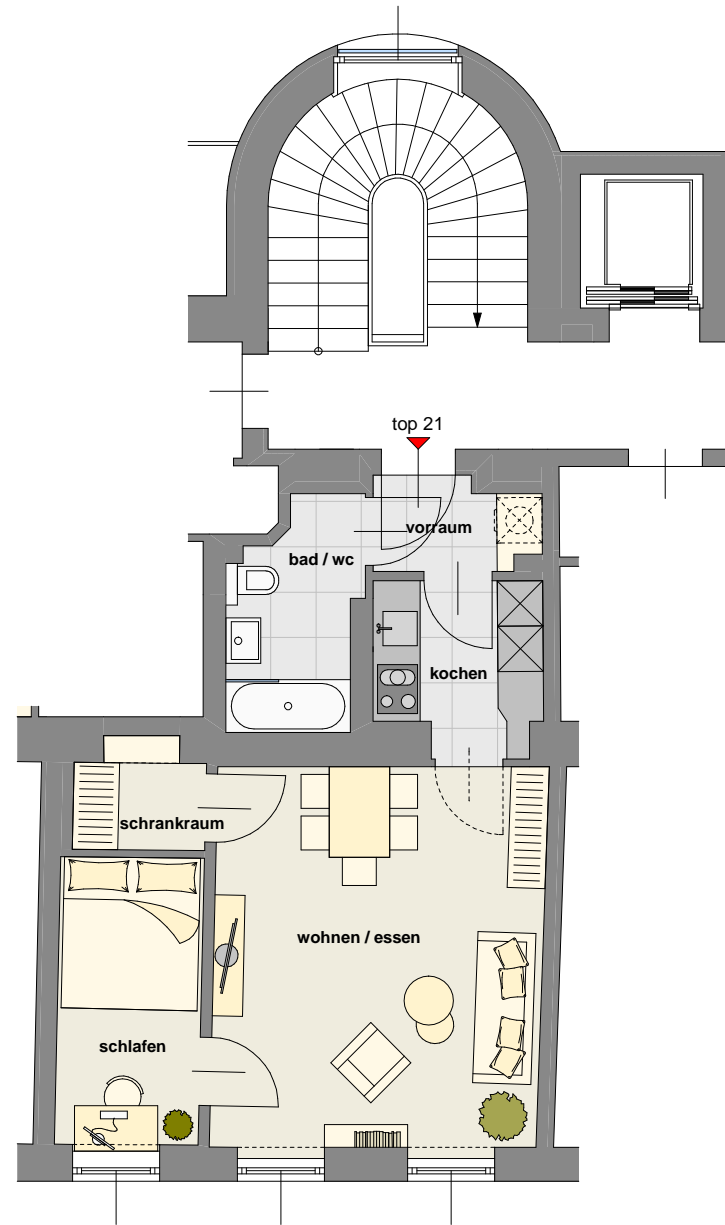 top 21
vorraum
bad / wc
kochen
schrankraum
wohnen / essen
schlafen